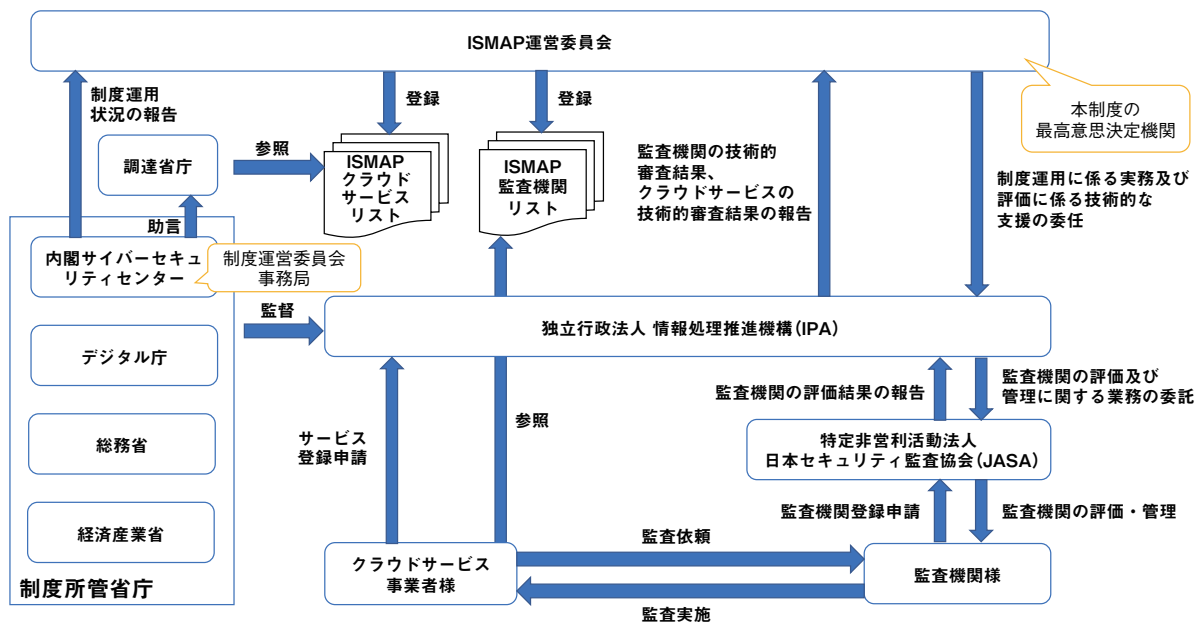 ISMAP運営委員会
本制度の
最高意思決定機関
制度運用
状況の報告
登録
登録
調達省庁
参照
ISMAP
クラウド
サービス
リスト
ISMAP
監査機関
リスト
監査機関の技術的
審査結果、
クラウドサービスの
技術的審査結果の報告
制度運用に係る実務及び
評価に係る技術的な
支援の委任
助言
内閣サイバーセキュ
リティセンター
制度運営委員会
事務局
監督
独立行政法人 情報処理推進機構（IPA）
デジタル庁
総務省
経済産業省
制度所管省庁
サービス
登録申請
参照
監査機関の評価結果の報告
監査機関の評価及び
管理に関する業務の委託
特定非営利活動法人
日本セキュリティ監査協会（JASA）
監査機関登録申請
監査機関の評価・管理
クラウドサービス
事業者様
監査依頼
監査実施
監査機関様